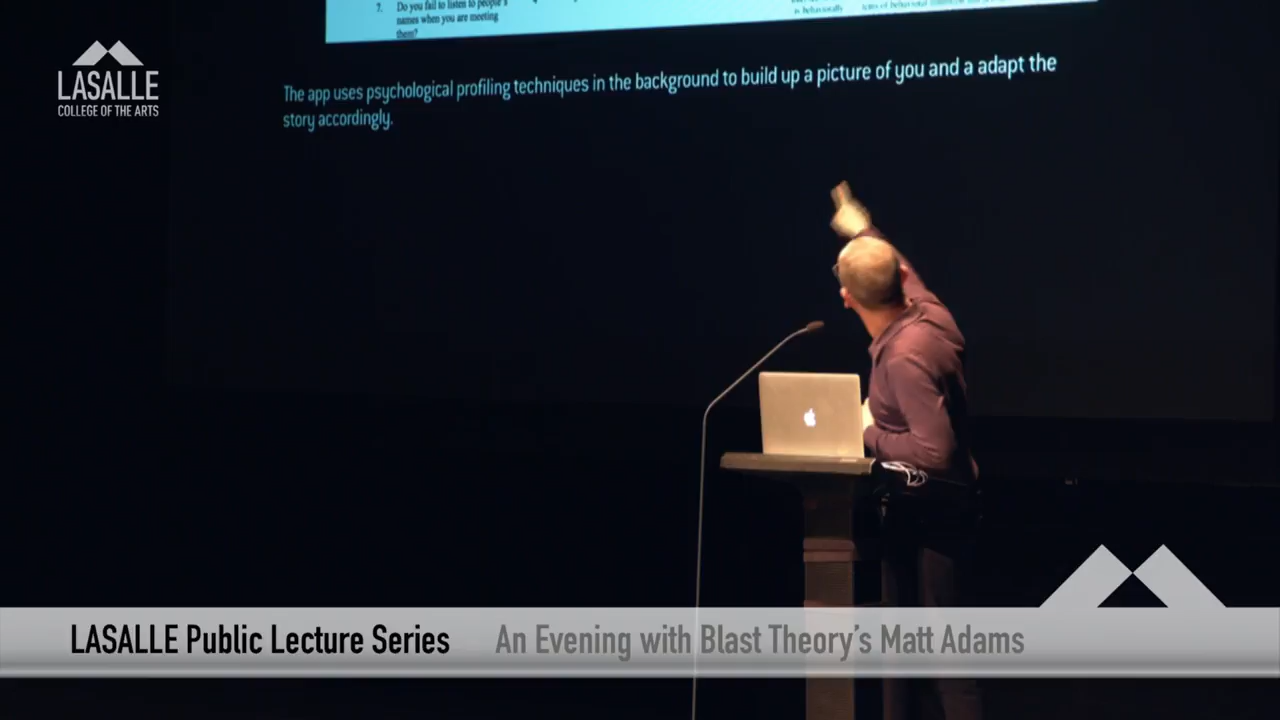 7. Do you fail to listen to people's
names when you are meeting
them?
is behaviorally
The app uses psychological profiling techniques in the background to build up a picture of you and a adapt the
story accordingly.
LASALLE
COLLEGE OF THE ARTS
LASALLE Public Lecture Series An Evening with Blast Theory's Matt Adams